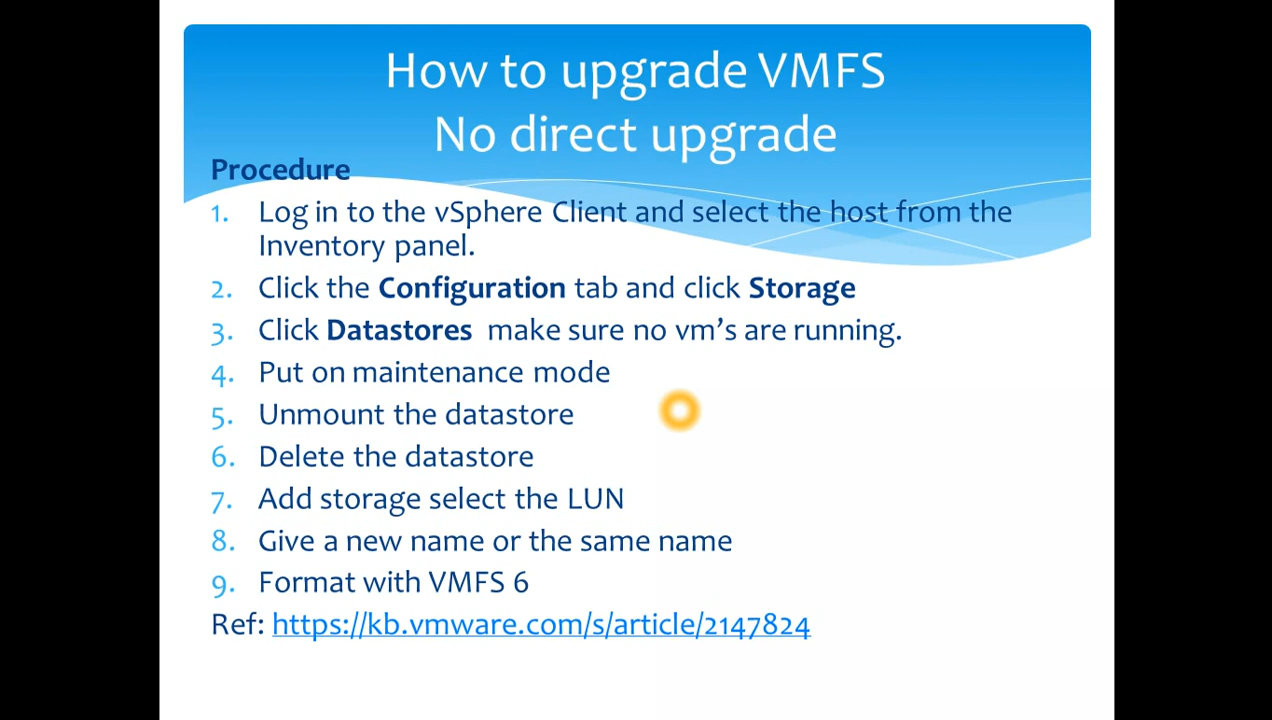 How to upgrade VMFS
No direct upgrade
Procedure
1. Log in to the vSphere Client and select the host from the
Inventory panel.
2. Click the Configuration tab and click Storage
3. Click Datastores make sure no vm’s are running.
4. Put on maintenance mode
5. Unmount the datastore
6. Delete the datastore
7. Add storage select the LUN
8. Give a new name or the same name
9. Format with VMFS 6
Ref: https://kb.vmware.com/s/article/2147824